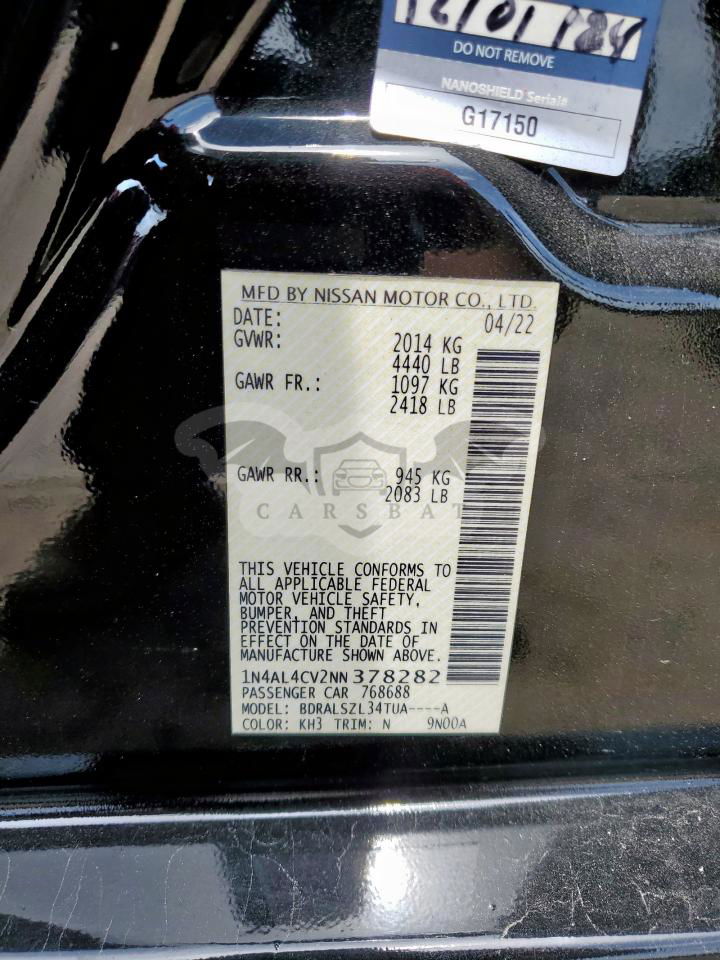 12/01/124
DO NOT REMOVE
NANOSHIELD Serial#
G17150
MFD BY NISSAN MOTOR CO., LTD.
DATE: 04/22
GVWR: 2014 KG
4440 LB
GAWR FR.: 1097 KG
2418 LB
GAWR RR.: 945 KG
2083 LB
CARSBAT
THIS VEHICLE CONFORMS TO
ALL APPLICABLE FEDERAL
MOTOR VEHICLE SAFETY,
BUMPER, AND THEFT
PREVENTION STANDARDS IN
EFFECT ON THE DATE OF
MANUFACTURE SHOWN ABOVE.
1N4AL4CV2NN378282
PASSENGER CAR 768688
MODEL: BDRALSZL34TUA----A
COLOR: KH3 TRIM: N 9N00A